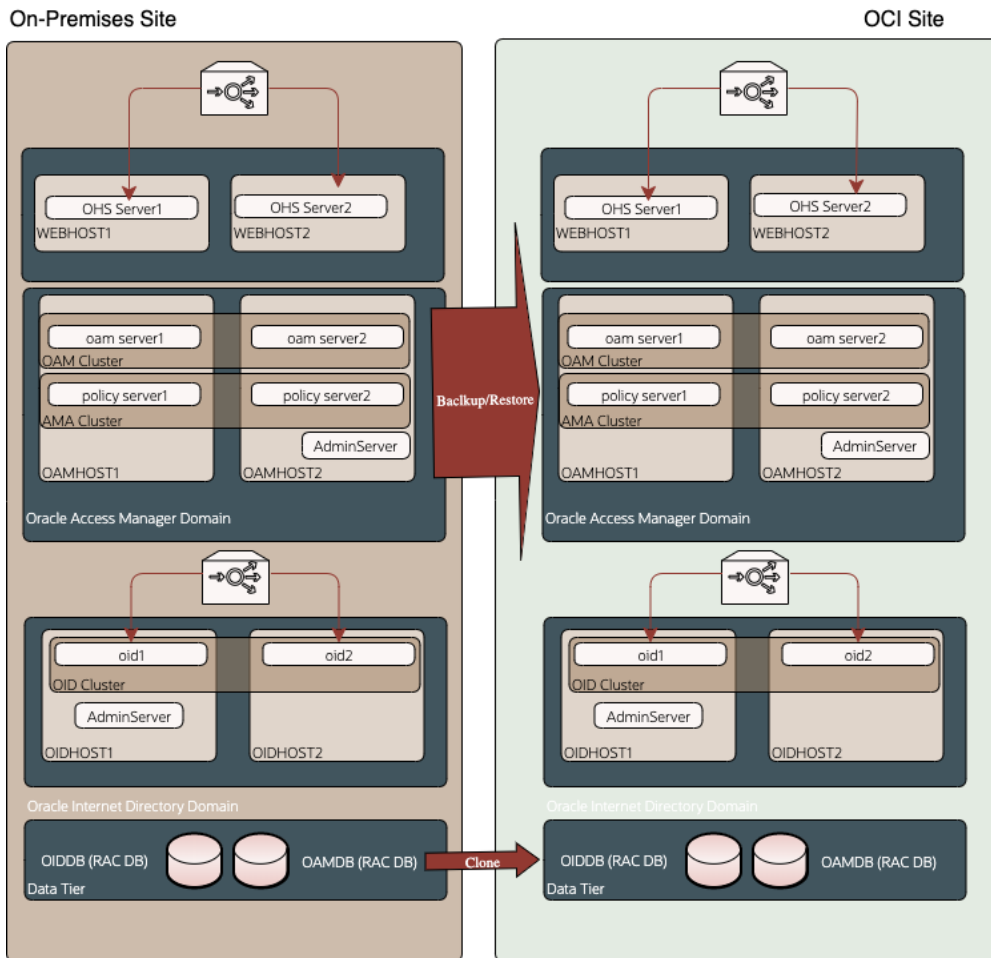 On-Premises Site
OCI Site
OHS Server1
WEBHOST1
OHS Server2
WEBHOST2
oam server1
oam server2
OAM Cluster
policy server1
policy server2
AMA Cluster
AdminServer
OAMHOST1
OAMHOST2
Oracle Access Manager Domain
oid1
oid2
OID Cluster
AdminServer
OIDHOST1
OIDHOST2
Oracle Internet Directory Domain
OIDDB (RAC DB)
OAMDB (RAC DB)
Data Tier
Baclkup/Restore
Clone
OHS Server1
WEBHOST1
OHS Server2
WEBHOST2
oam server1
oam server2
OAM Cluster
policy server1
policy server2
AMA Cluster
AdminServer
OAMHOST1
OAMHOST2
Oracle Access Manager Domain
oid1
oid2
OID Cluster
AdminServer
OIDHOST1
OIDHOST2
Oracle Internet Directory Domain
OIDDB (RAC DB)
OAMDB (RAC DB)
Data Tier